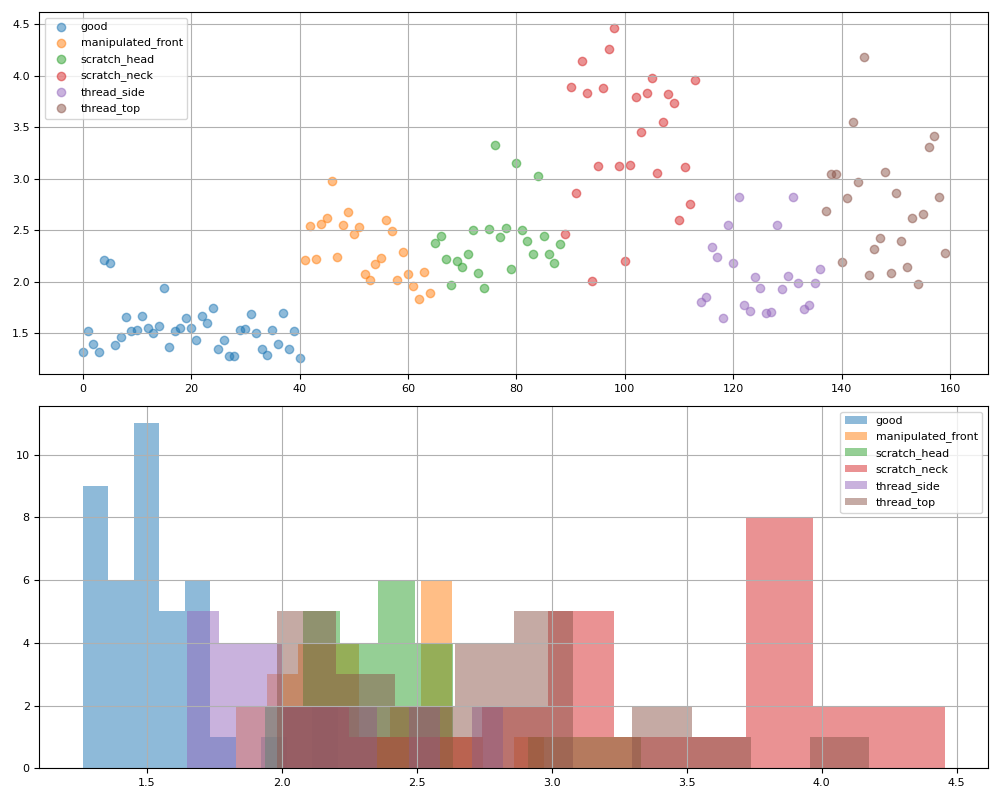 4.5
4.0
3.5
3.0
2.5
2.0
1.5
good
manipulated_front
scratch_head
scratch_neck
thread_side
thread_top
0 20 40 60 80 100 120 140 160
10
8
6
4
2
0
good
manipulated_front
scratch_head
scratch_neck
thread_side
thread_top
1.5 2.0 2.5 3.0 3.5 4.0 4.5